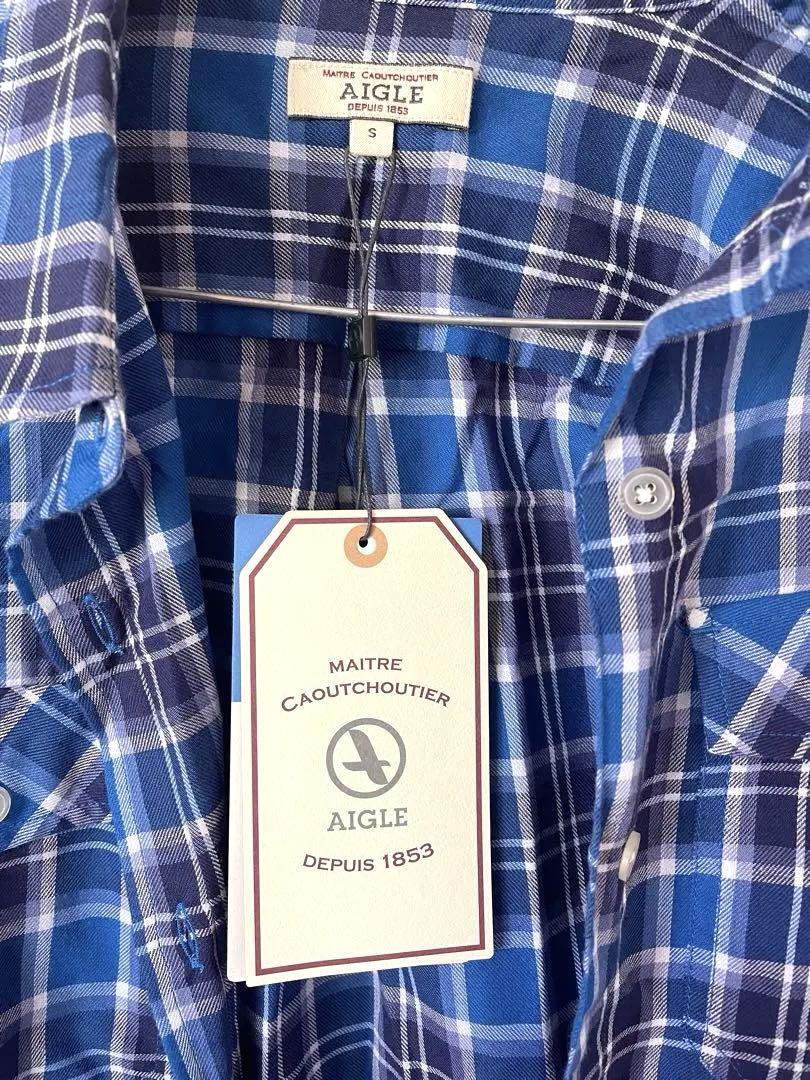 MAITRE CAOUTCHOUTIER
AIGLE
DEPUIS 1853
S
MAITRE
CAOUTCHOUTIER
AIGLE
DEPUIS 1853